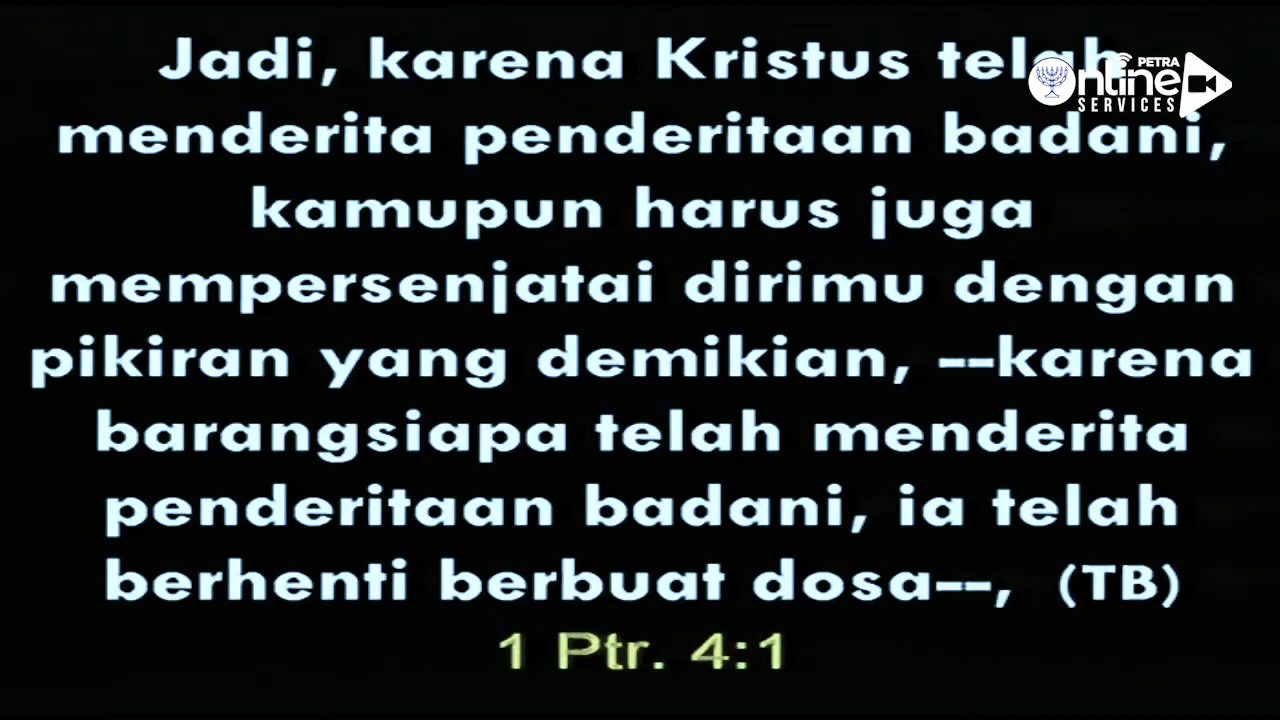 Jadi, karena Kristus telah
PETRA
Online
SERVICES
menderita penderitaan badani,
kamupun harus juga
mempersenjatai dirimu dengan
pikiran yang demikian, --karena
barangsiapa telah menderita
penderitaan badani, ia telah
berhenti berbuat dosa--, (TB)
1 Ptr. 4:1